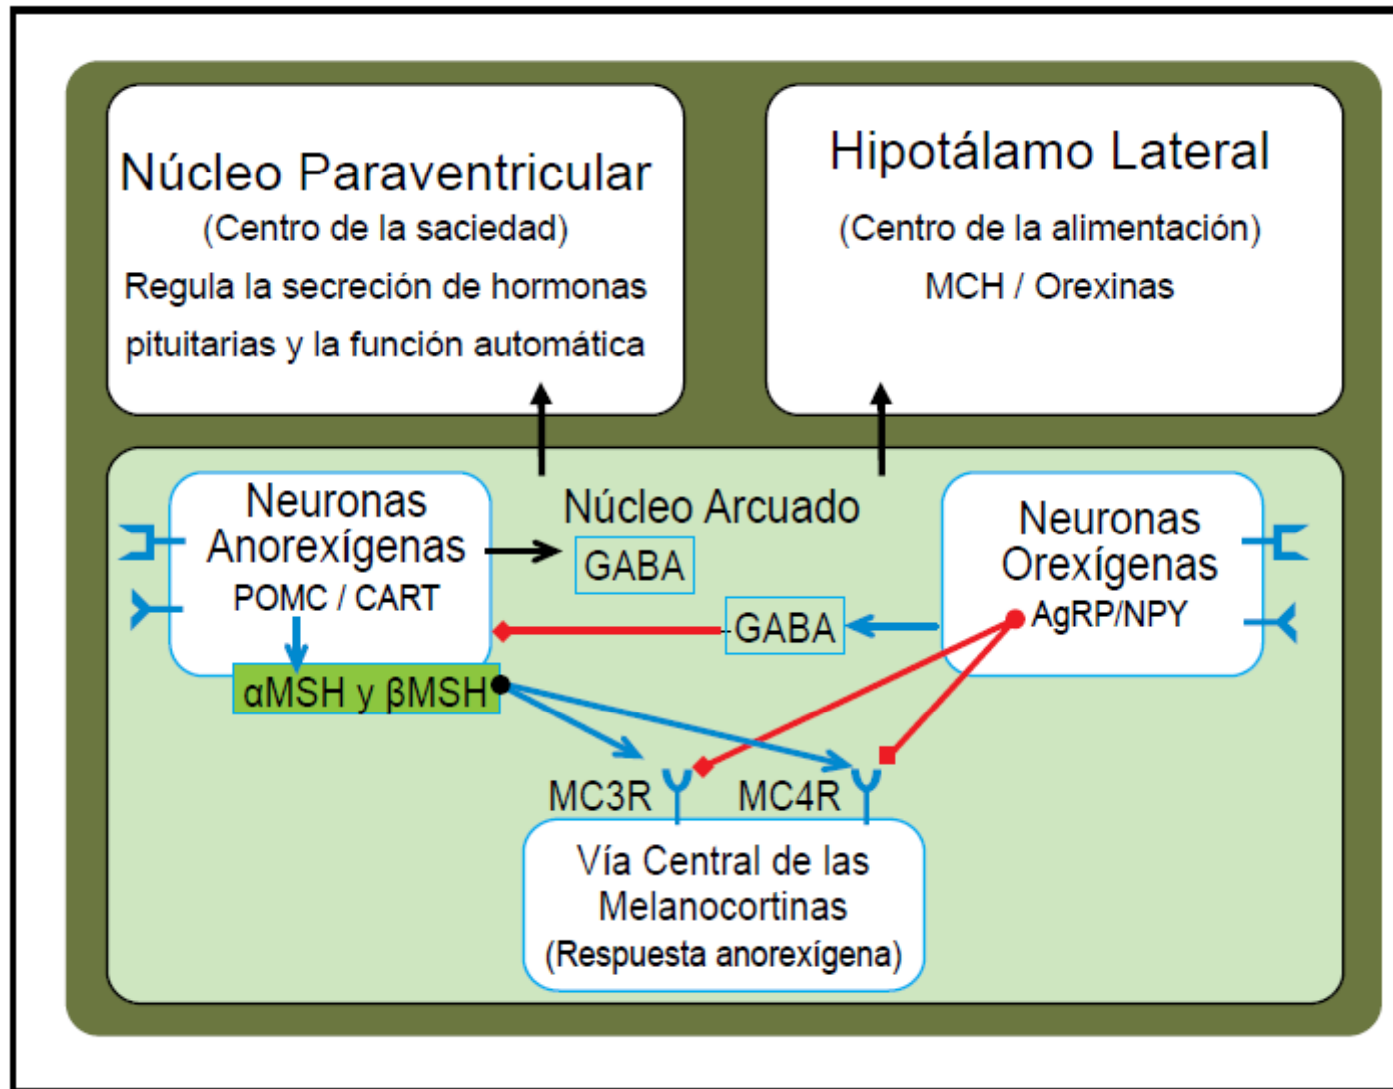 Núcleo Paraventricular
(Centro de la saciedad)
Regula la secreción de hormonas
pituitarias y la función automática
Hipotálamo Lateral
(Centro de la alimentación)
MCH / Orexinas
Neuronas
Anorexígenas
POMC / CART
αMSH y βMSH
Núcleo Arcuado
GABA
GABA
Neuronas
Orexígenas
AgRP/NPY
MC3R
MC4R
Vía Central de las
Melanocortinas
(Respuesta anorexígena)